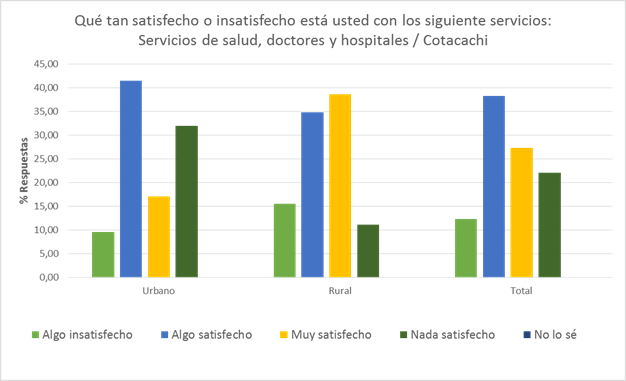 Qué tan satisfecho o insatisfecho está usted con los siguiente servicios:
Servicios de salud, doctores y hospitales / Cotacachi
45,00
40,00
35,00
30,00
25,00
20,00
15,00
10,00
5,00
0,00
% Respuestas
Urbano Rural Total
Algo insatisfecho Algo satisfecho Muy satisfecho Nada satisfecho No lo sé